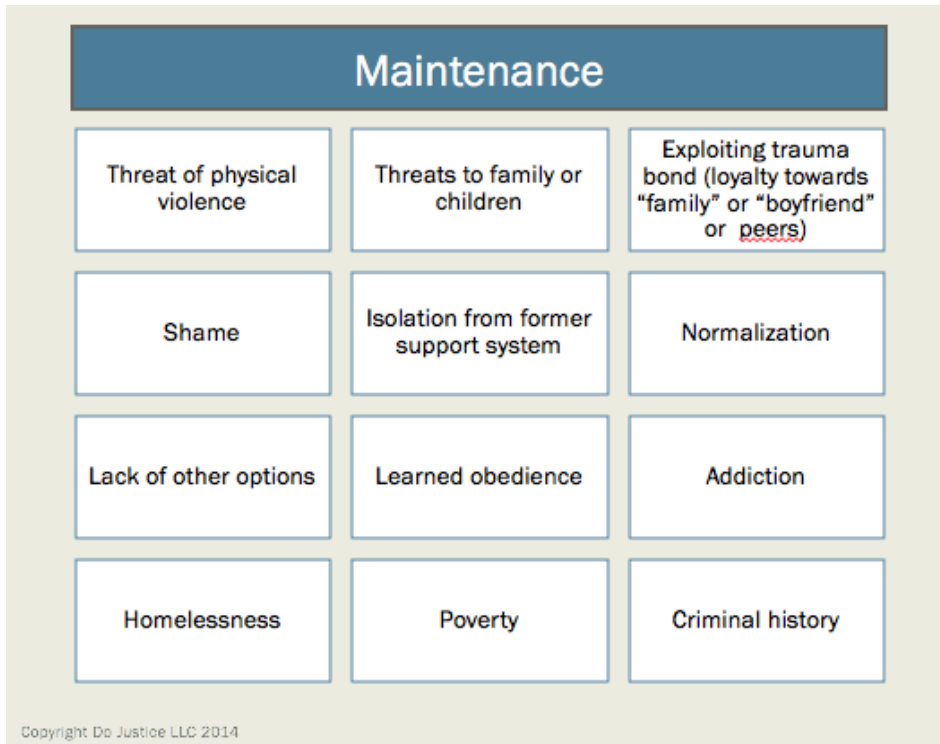 Maintenance
Threat of physical
violence
Threats to family or
children
Exploiting trauma
bond (loyalty towards
“family” or “boyfriend”
or peers)
Shame
Isolation from former
support system
Normalization
Lack of other options
Learned obedience
Addiction
Homelessness
Poverty
Criminal history
Copyright Do Justice LLC 2014